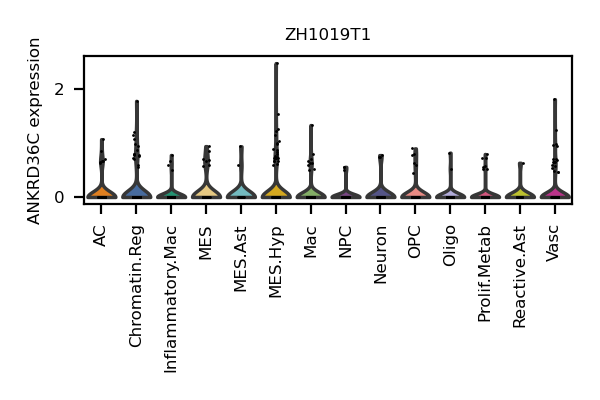 ZH1019T1
ANKRD36C expression
2
0
AC
Chromatin.Reg
Inflammatory.Mac
MES
MES.Ast
MES.Hyp
Mac
NPC
Neuron
OPC
Oligo
Prolif.Metab
Reactive.Ast
Vasc